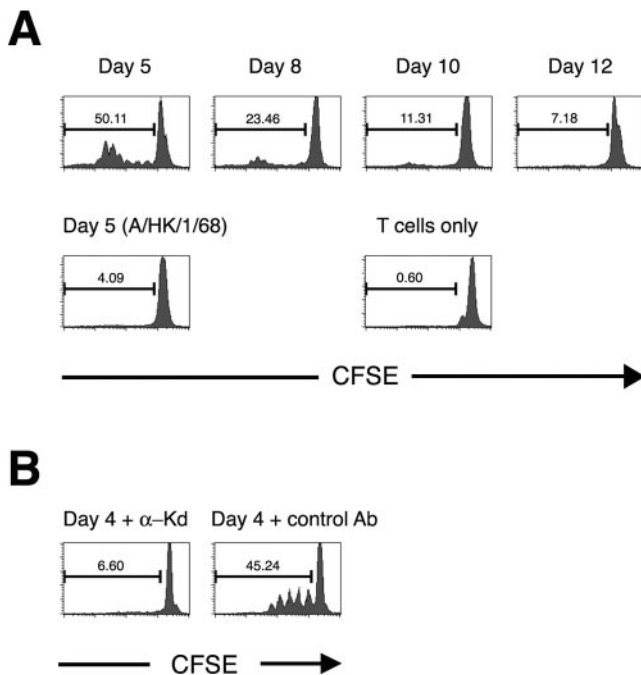 A
Day 5 Day 8 Day 10 Day 12
50.11 23.46 11.31 7.18
Day 5 (A/HK/1/68) T cells only
4.09 0.60
CFSE
B
Day 4 + α–Kd Day 4 + control Ab
6.60 45.24
CFSE